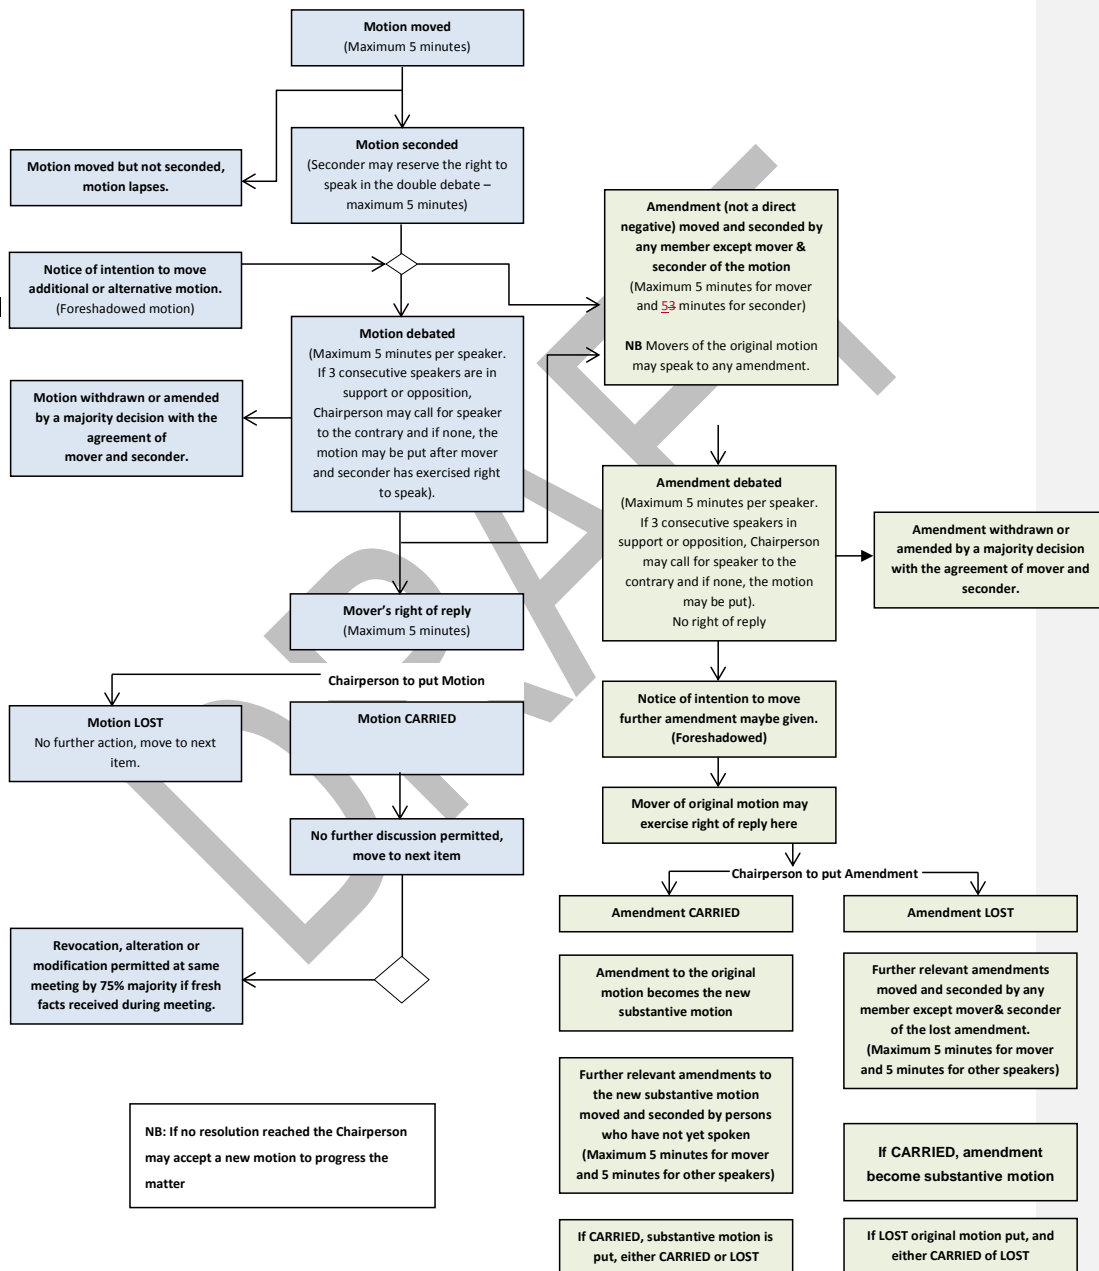 Motion moved
(Maximum 5 minutes)
Motion seconded
(Seconder may reserve the right to
speak in the double debate –
maximum 5 minutes)
Motion moved but not seconded,
motion lapses.
Notice of intention to move
additional or alternative motion.
(Foreshadowed motion)
Amendment (not a direct
negative) moved and seconded by
any member except mover &
seconder of the motion
(Maximum 5 minutes for mover
and 53 minutes for seconder)
NB Movers of the original motion
may speak to any amendment.
Motion debated
(Maximum 5 minutes per speaker.
If 3 consecutive speakers are in
support or opposition,
Chairperson may call for speaker
to the contrary and if none, the
motion may be put after mover
and seconder has exercised right
to speak).
Motion withdrawn or amended
by a majority decision with the
agreement of
mover and seconder.
Amendment debated
(Maximum 5 minutes per speaker.
If 3 consecutive speakers in
support or opposition, Chairperson
may call for speaker to the
contrary and if none, the motion
may be put).
No right of reply
Amendment withdrawn or
amended by a majority decision
with the agreement of mover and
seconder.
Mover’s right of reply
(Maximum 5 minutes)
Chairperson to put Motion
Motion LOST
No further action, move to next
item.
Motion CARRIED
Notice of intention to move
further amendment maybe given.
(Foreshadowed)
Mover of original motion may
exercise right of reply here
No further discussion permitted,
move to next item
Chairperson to put Amendment
Amendment CARRIED
Amendment LOST
Revocation, alteration or
modification permitted at same
meeting by 75% majority if fresh
facts received during meeting.
Amendment to the original
motion becomes the new
substantive motion
Further relevant amendments
moved and seconded by any
member except mover& seconder
of the lost amendment.
(Maximum 5 minutes for mover
and 5 minutes for other speakers)
Further relevant amendments to
the new substantive motion
moved and seconded by persons
who have not yet spoken
(Maximum 5 minutes for mover
and 5 minutes for other speakers)
NB: If no resolution reached the Chairperson
may accept a new motion to progress the
matter
If CARRIED, amendment
become substantive motion
If CARRIED, substantive motion is
put, either CARRIED or LOST
If LOST original motion put, and
either CARRIED of LOST
DRAFT